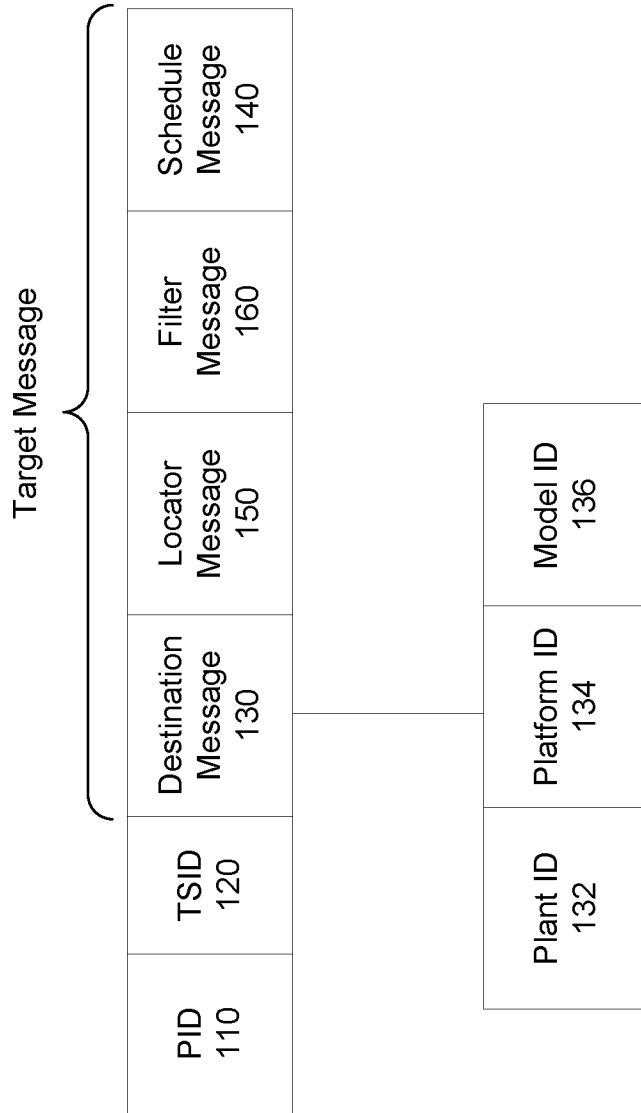 Target Message
PID
110
TSID
120
Destination
Message
130
Locator
Message
150
Filter
Message
160
Schedule
Message
140
Plant ID
132
Platform ID
134
Model ID
136